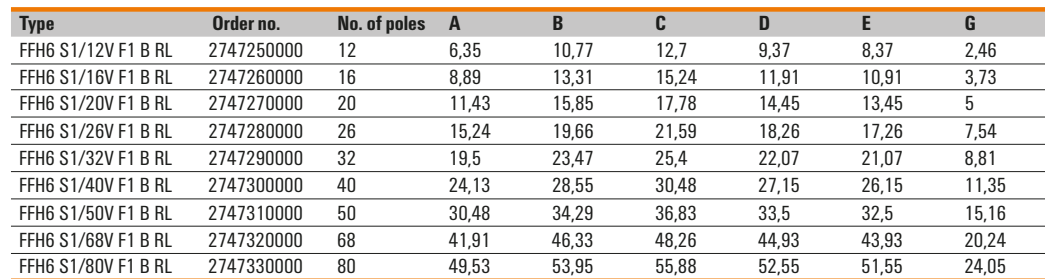 Type Order no. No. of poles A B C D E G
FFH6 S1/12V F1 B RL 2747250000 12 6,35 10,77 12,7 9,37 8,37 2,46
FFH6 S1/16V F1 B RL 2747260000 16 8,89 13,31 15,24 11,91 10,91 3,73
FFH6 S1/20V F1 B RL 2747270000 20 11,43 15,85 17,78 14,45 13,45 5
FFH6 S1/26V F1 B RL 2747280000 26 15,24 19,66 21,59 18,26 17,26 7,54
FFH6 S1/32V F1 B RL 2747290000 32 19,5 23,47 25,4 22,07 21,07 8,81
FFH6 S1/40V F1 B RL 2747300000 40 24,13 28,55 30,48 27,15 26,15 11,35
FFH6 S1/50V F1 B RL 2747310000 50 30,48 34,29 36,83 33,5 32,5 15,16
FFH6 S1/68V F1 B RL 2747320000 68 41,91 46,33 48,26 44,93 43,93 20,24
FFH6 S1/80V F1 B RL 2747330000 80 49,53 53,95 55,88 52,55 51,55 24,05